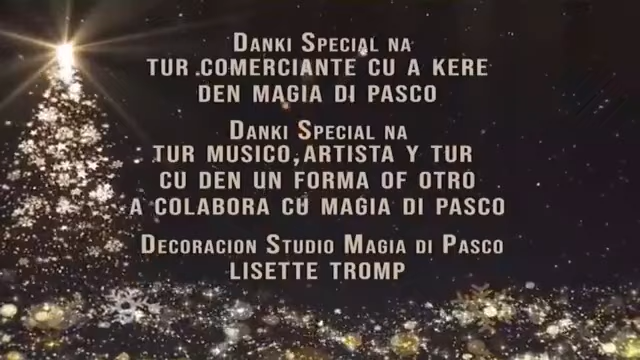 Danki Special na
TUR COMERCIANTE CU A KERE
DEN MAGIA DI PASCO
Danki Special na
TUR MUSICO, ARTISTA Y TUR
CU DEN UN FORMA OF OTRO
A COLABORA CU MAGIA DI PASCO
Decoracion Studio Magia di Pasco
LISETTE TROMP